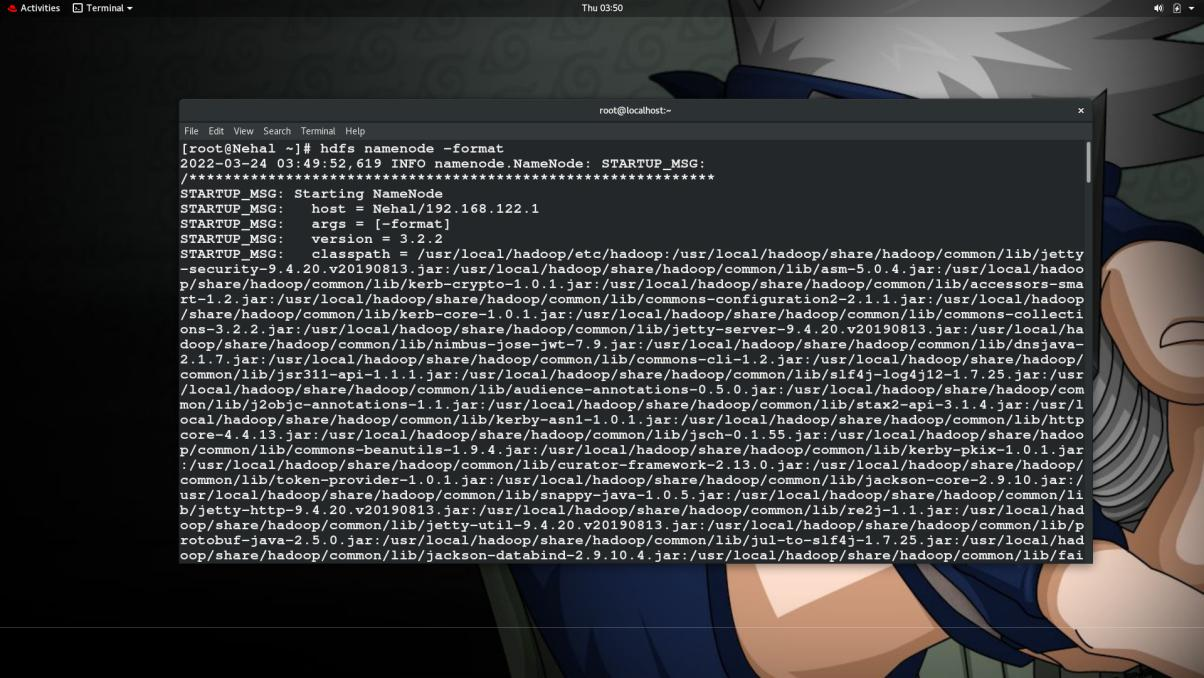 Activities Terminal Thu 03:50
root@localhost:~ ×
File Edit View Search Terminal Help
[root@Nehal ~]# hdfs namenode -format
2022-03-24 03:49:52,619 INFO namenode.NameNode: STARTUP_MSG:
/************************************************************
STARTUP_MSG: Starting NameNode
STARTUP_MSG:   host = Nehal/192.168.122.1
STARTUP_MSG:   args = [-format]
STARTUP_MSG:   version = 3.2.2
STARTUP_MSG:   classpath = /usr/local/hadoop/etc/hadoop:/usr/local/hadoop/share/hadoop/common/lib/jetty
-security-9.4.20.v20190813.jar:/usr/local/hadoop/share/hadoop/common/lib/asm-5.0.4.jar:/usr/local/hadoo
p/share/hadoop/common/lib/kerb-crypto-1.0.1.jar:/usr/local/hadoop/share/hadoop/common/lib/accessors-sma
rt-1.2.jar:/usr/local/hadoop/share/hadoop/common/lib/commons-configuration2-2.1.1.jar:/usr/local/hadoop
/share/hadoop/common/lib/kerb-core-1.0.1.jar:/usr/local/hadoop/share/hadoop/common/lib/commons-collecti
ons-3.2.2.jar:/usr/local/hadoop/share/hadoop/common/lib/jetty-server-9.4.20.v20190813.jar:/usr/local/ha
doop/share/hadoop/common/lib/nimbus-jose-jwt-7.9.jar:/usr/local/hadoop/share/hadoop/common/lib/dnsjava-
2.1.7.jar:/usr/local/hadoop/share/hadoop/common/lib/commons-cli-1.2.jar:/usr/local/hadoop/share/hadoop/
common/lib/jsr311-api-1.1.1.jar:/usr/local/hadoop/share/hadoop/common/lib/slf4j-log4j12-1.7.25.jar:/usr
/local/hadoop/share/hadoop/common/lib/audience-annotations-0.5.0.jar:/usr/local/hadoop/share/hadoop/com
mon/lib/j2objc-annotations-1.1.jar:/usr/local/hadoop/share/hadoop/common/lib/stax2-api-3.1.4.jar:/usr/l
ocal/hadoop/share/hadoop/common/lib/kerby-asn1-1.0.1.jar:/usr/local/hadoop/share/hadoop/common/lib/http
core-4.4.13.jar:/usr/local/hadoop/share/hadoop/common/lib/jsch-0.1.55.jar:/usr/local/hadoop/share/hadoo
p/common/lib/commons-beanutils-1.9.4.jar:/usr/local/hadoop/share/hadoop/common/lib/kerby-pkix-1.0.1.jar
:/usr/local/hadoop/share/hadoop/common/lib/curator-framework-2.13.0.jar:/usr/local/hadoop/share/hadoop/
common/lib/token-provider-1.0.1.jar:/usr/local/hadoop/share/hadoop/common/lib/jackson-core-2.9.10.jar:/
usr/local/hadoop/share/hadoop/common/lib/snappy-java-1.0.5.jar:/usr/local/hadoop/share/hadoop/common/li
b/jetty-http-9.4.20.v20190813.jar:/usr/local/hadoop/share/hadoop/common/lib/re2j-1.1.jar:/usr/local/had
oop/share/hadoop/common/lib/jetty-util-9.4.20.v20190813.jar:/usr/local/hadoop/share/hadoop/common/lib/p
rotobuf-java-2.5.0.jar:/usr/local/hadoop/share/hadoop/common/lib/jul-to-slf4j-1.7.25.jar:/usr/local/had
oop/share/hadoop/common/lib/jackson-databind-2.9.10.4.jar:/usr/local/hadoop/share/hadoop/common/lib/fai